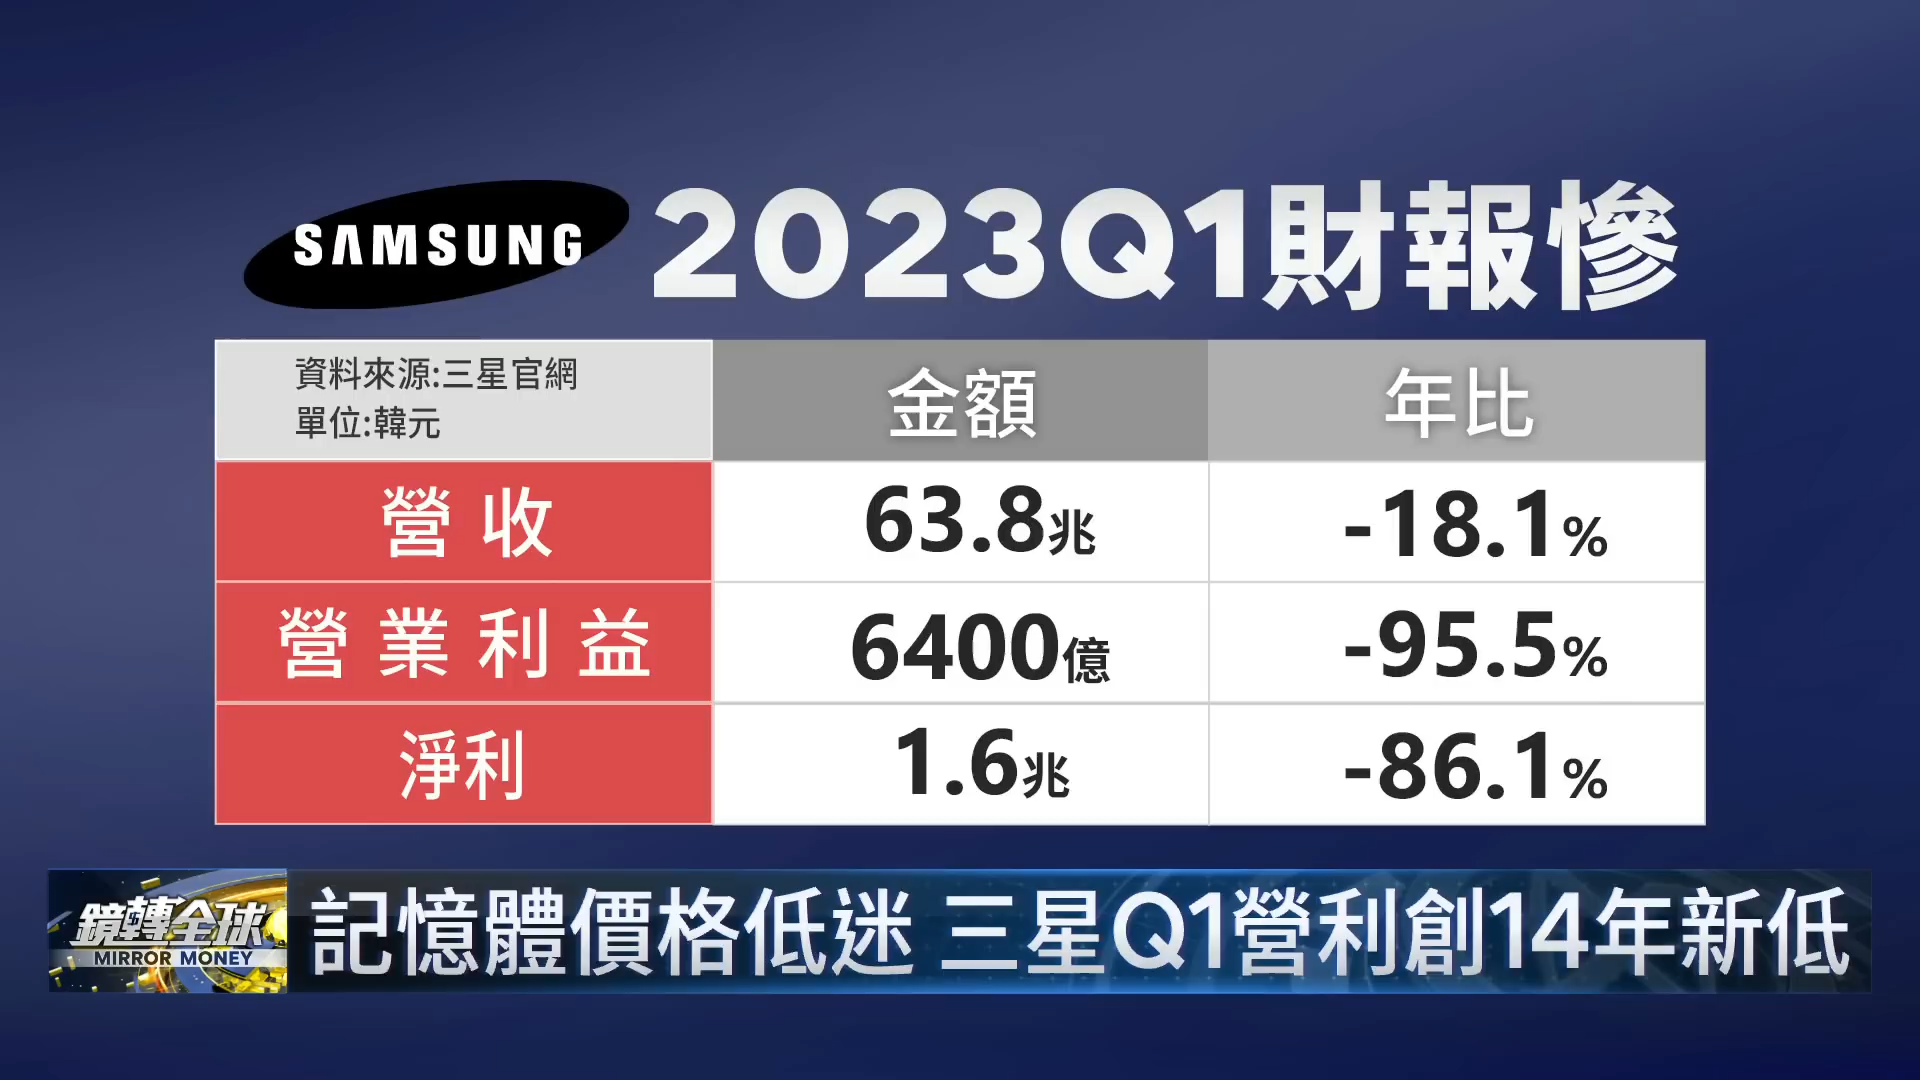 SAMSUNG 2023Q1財報慘
資料來源:三星官網
單位:韓元
金額 年比
營收 63.8兆 -18.1%
營業利益 6400億 -95.5%
淨利 1.6兆 -86.1%
鏡轉全球
MIRROR MONEY
記憶體價格低迷 三星Q1營利創14年新低